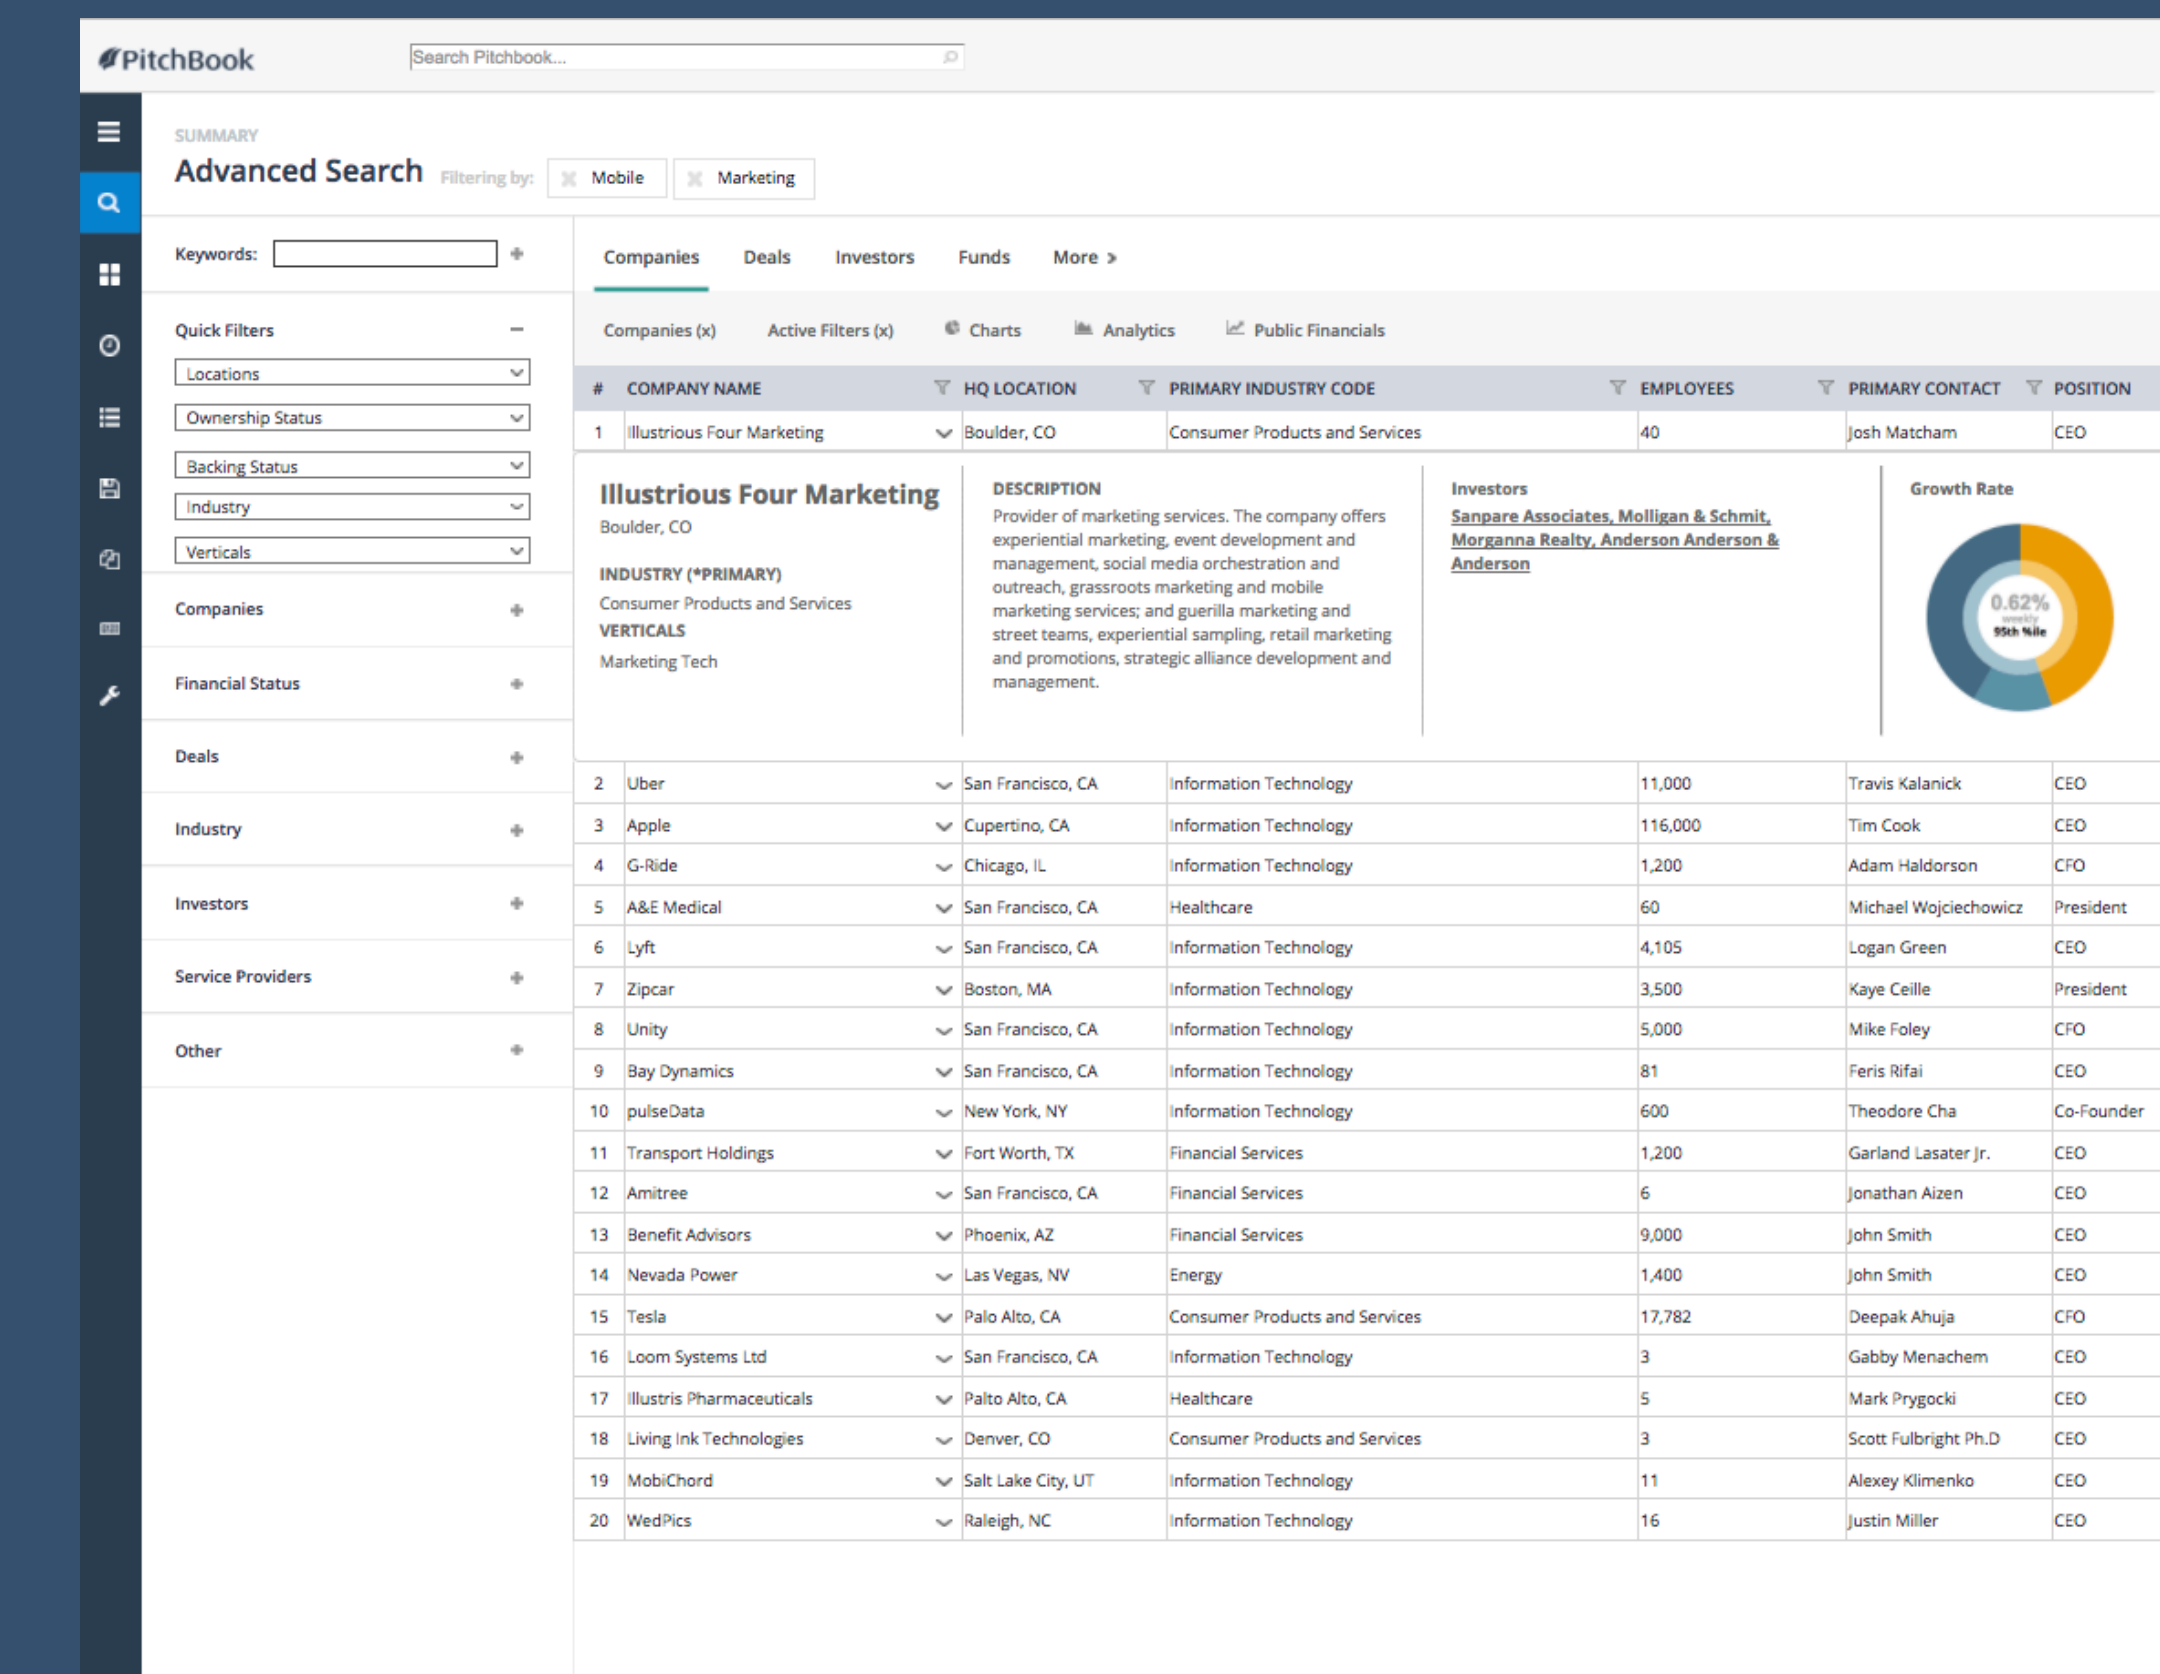 PitchBook
Search Pitchbook...
SUMMARY
Advanced Search Filtering by: Mobile Marketing
Keywords:
Quick Filters
Locations
Ownership Status
Backing Status
Industry
Verticals
Companies
Financial Status
Deals
Industry
Investors
Service Providers
Other
Companies Deals Investors Funds More »
Companies (x) Active Filters (x) Charts Analytics Public Financials
# COMPANY NAME HQ LOCATION PRIMARY INDUSTRY CODE EMPLOYEES PRIMARY CONTACT POSITION
1 Illustrious Four Marketing Boulder, CO Consumer Products and Services 40 Josh Matcham CEO
Illustrious Four Marketing
Boulder, CO
INDUSTRY (*PRIMARY)
Consumer Products and Services
VERTICALS
Marketing Tech
DESCRIPTION
Provider of marketing services. The company offers
experiential marketing, event development and
management, social media orchestration and
outreach, grassroots marketing and mobile
marketing services; and guerilla marketing and
street teams, experiential sampling, retail marketing
and promotions, strategic alliance development and
management.
Investors
Sanpare Associates, Molligan & Schmit,
Morganna Realty, Anderson Anderson &
Anderson
Growth Rate
0.62%
weekly
95th %ile
2 Uber San Francisco, CA Information Technology 11,000 Travis Kalanick CEO
3 Apple Cupertino, CA Information Technology 116,000 Tim Cook CEO
4 G-Ride Chicago, IL Information Technology 1,200 Adam Haldorson CFO
5 A&E Medical San Francisco, CA Healthcare 60 Michael Wojciechowicz President
6 Lyft San Francisco, CA Information Technology 4,105 Logan Green CEO
7 Zipcar Boston, MA Information Technology 3,500 Kaye Ceille President
8 Unity San Francisco, CA Information Technology 5,000 Mike Foley CFO
9 Bay Dynamics San Francisco, CA Information Technology 81 Feris Rifai CEO
10 pulseData New York, NY Information Technology 600 Theodore Cha Co-Founder
11 Transport Holdings Fort Worth, TX Financial Services 1,200 Garland Lasater Jr. CEO
12 Amitree San Francisco, CA Financial Services 6 Jonathan Aizen CEO
13 Benefit Advisors Phoenix, AZ Financial Services 9,000 John Smith CEO
14 Nevada Power Las Vegas, NV Energy 1,400 John Smith CEO
15 Tesla Palo Alto, CA Consumer Products and Services 17,782 Deepak Ahuja CFO
16 Loom Systems Ltd San Francisco, CA Information Technology 3 Gabby Menachem CEO
17 Illustris Pharmaceuticals Palto Alto, CA Healthcare 5 Mark Prygocki CEO
18 Living Ink Technologies Denver, CO Consumer Products and Services 3 Scott Fulbright Ph.D CEO
19 MobiChord Salt Lake City, UT Information Technology 11 Alexey Klimenko CEO
20 WedPics Raleigh, NC Information Technology 16 Justin Miller CEO